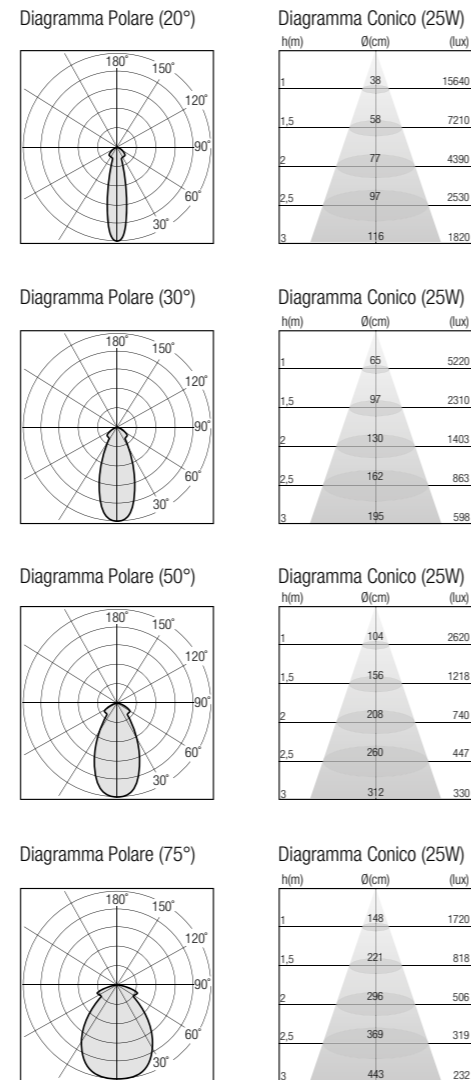 Diagramma Polare (20°)
180°
150°
120°
90°
60°
30°
Diagramma Conico (25W)
h(m) Ø(cm) (lux)
1 38 15640
1,5 58 7210
2 77 4390
2,5 97 2530
3 116 1820
Diagramma Polare (30°)
180°
150°
120°
90°
60°
30°
Diagramma Conico (25W)
h(m) Ø(cm) (lux)
1 65 5220
1,5 97 2310
2 130 1403
2,5 162 863
3 195 598
Diagramma Polare (50°)
180°
150°
120°
90°
60°
30°
Diagramma Conico (25W)
h(m) Ø(cm) (lux)
1 104 2620
1,5 156 1218
2 208 740
2,5 260 447
3 312 330
Diagramma Polare (75°)
180°
150°
120°
90°
60°
30°
Diagramma Conico (25W)
h(m) Ø(cm) (lux)
1 148 1720
1,5 221 818
2 296 506
2,5 369 319
3 443 232